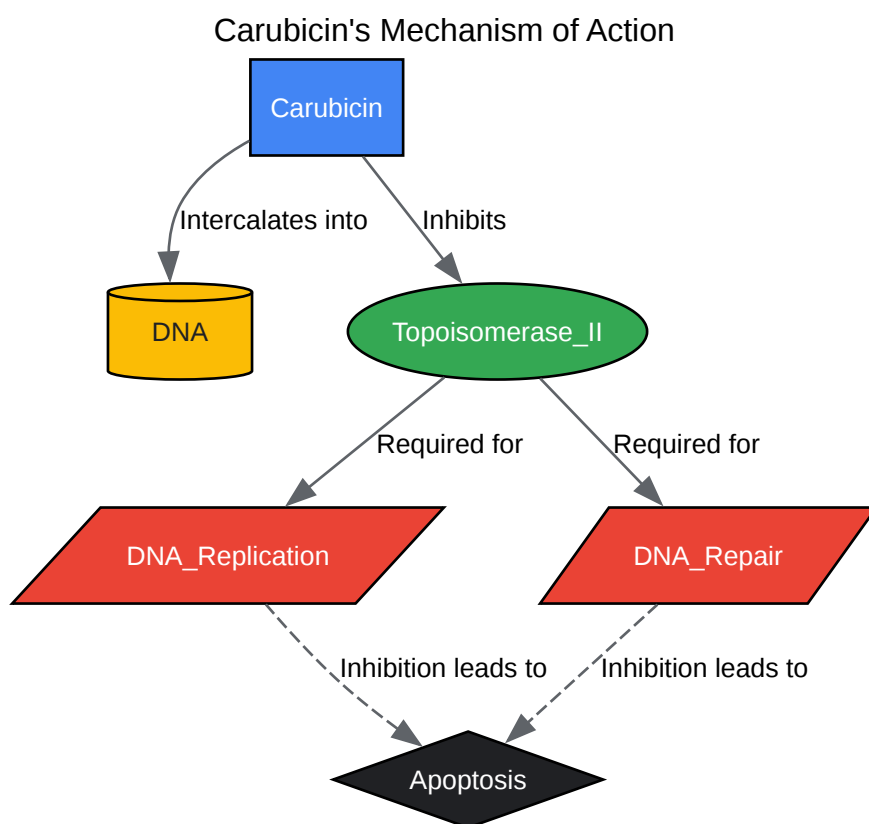 Carubicin's Mechanism of Action
Carubicin
Intercalates into
Inhibits
DNA
Topoisomerase_II
Required for
Required for
DNA_Replication
DNA_Repair
Inhibition leads to
Inhibition leads to
Apoptosis